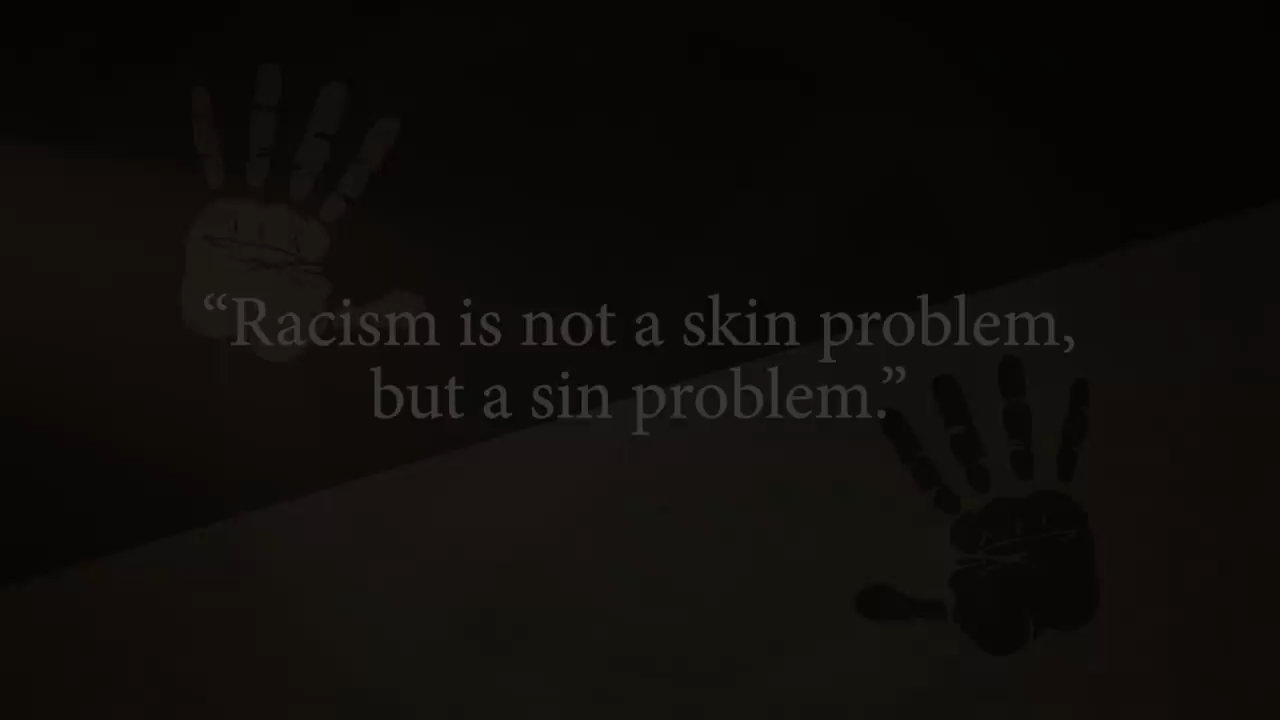 “Racism is not a skin problem,
but a sin problem.”